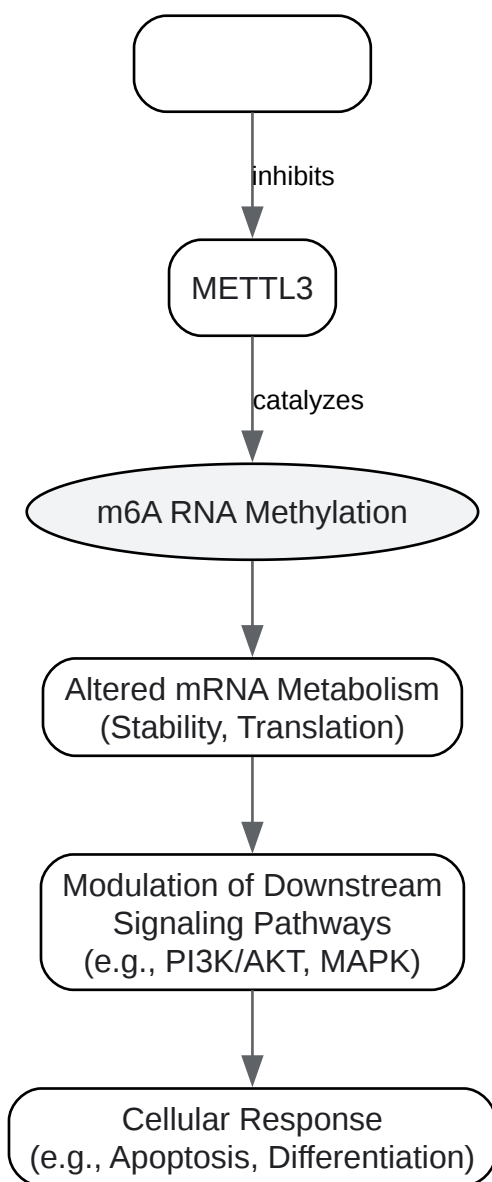 inhibits
METTL3
catalyzes
m6A RNA Methylation
Altered mRNA Metabolism
(Stability, Translation)
Modulation of Downstream
Signaling Pathways
(e.g., PI3K/AKT, MAPK)
Cellular Response
(e.g., Apoptosis, Differentiation)